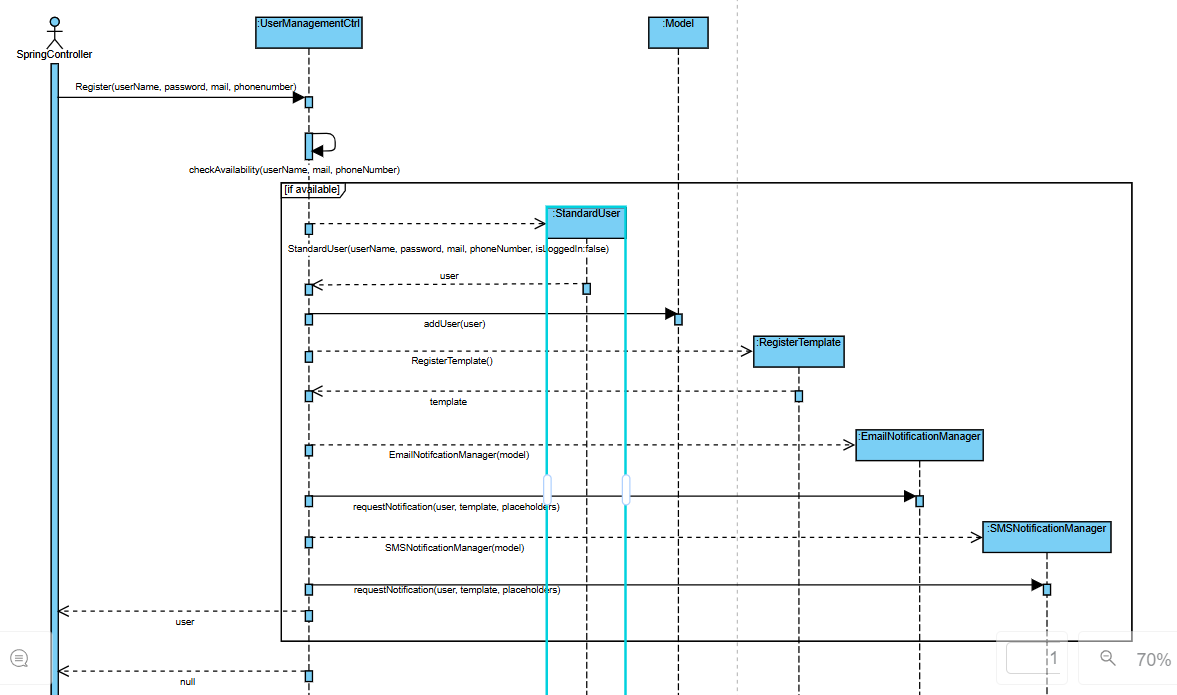 :UserManagementCtrl
:Model
SpringController
Register(userName, password, mail, phonenumber)
checkAvailability(userName, mail, phoneNumber)
[if available]
:StandardUser
StandardUser(userName, password, mail, phoneNumber, isLoggedIn:false)
user
addUser(user)
:RegisterTemplate
RegisterTemplate()
template
:EmailNotificationManager
EmailNotifcationManager(model)
requestNotification(user, template, placeholders)
:SMSNotificationManager
SMSNotificationManager(model)
requestNotification(user, template, placeholders)
user
null
1
70%